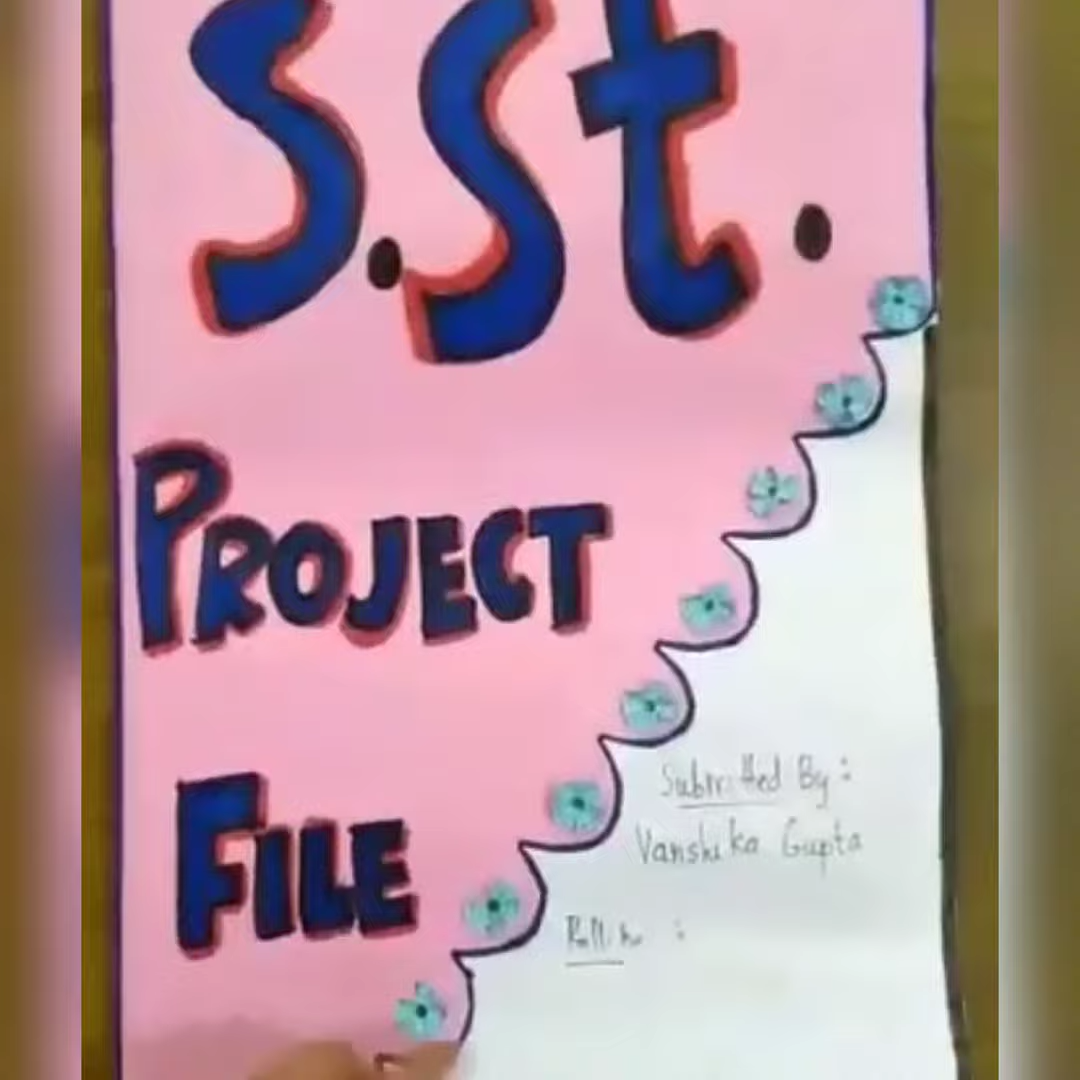 S.St.
PROJECT
FILE
Submitted By :
Vanshika Gupta
Roll no :